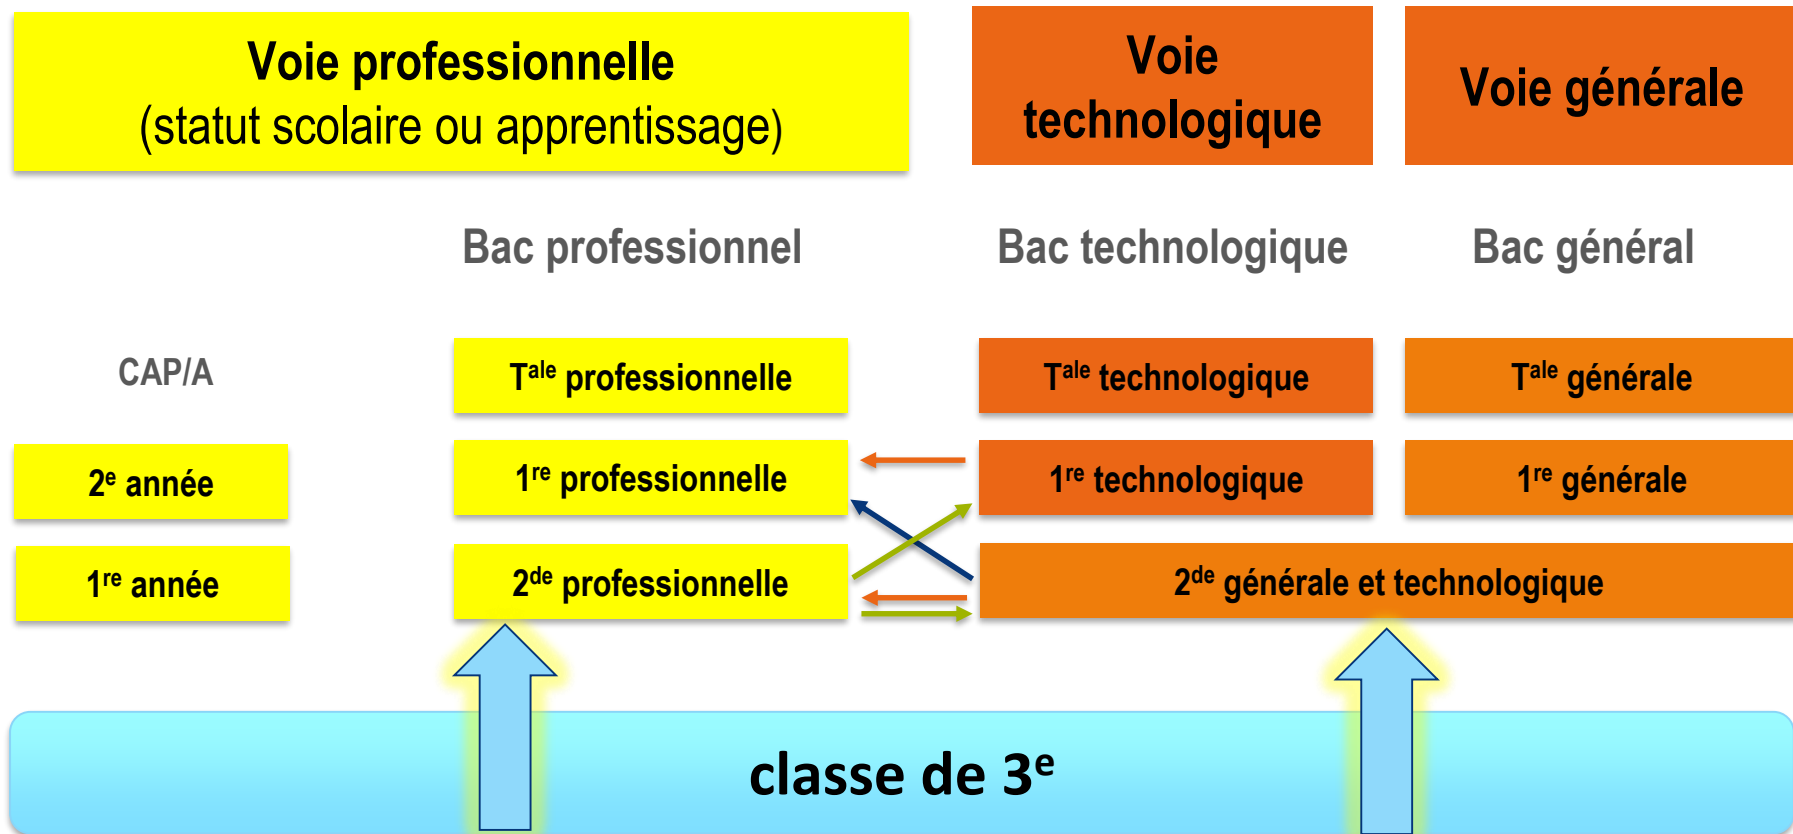 Voie professionnelle
(statut scolaire ou apprentissage)
Voie
technologique
Voie générale
Bac professionnel
Bac technologique
Bac général
CAP/A
Tale professionnelle
Tale technologique
Tale générale
2e année
1re professionnelle
1re technologique
1re générale
1re année
2de professionnelle
2de générale et technologique
classe de 3e